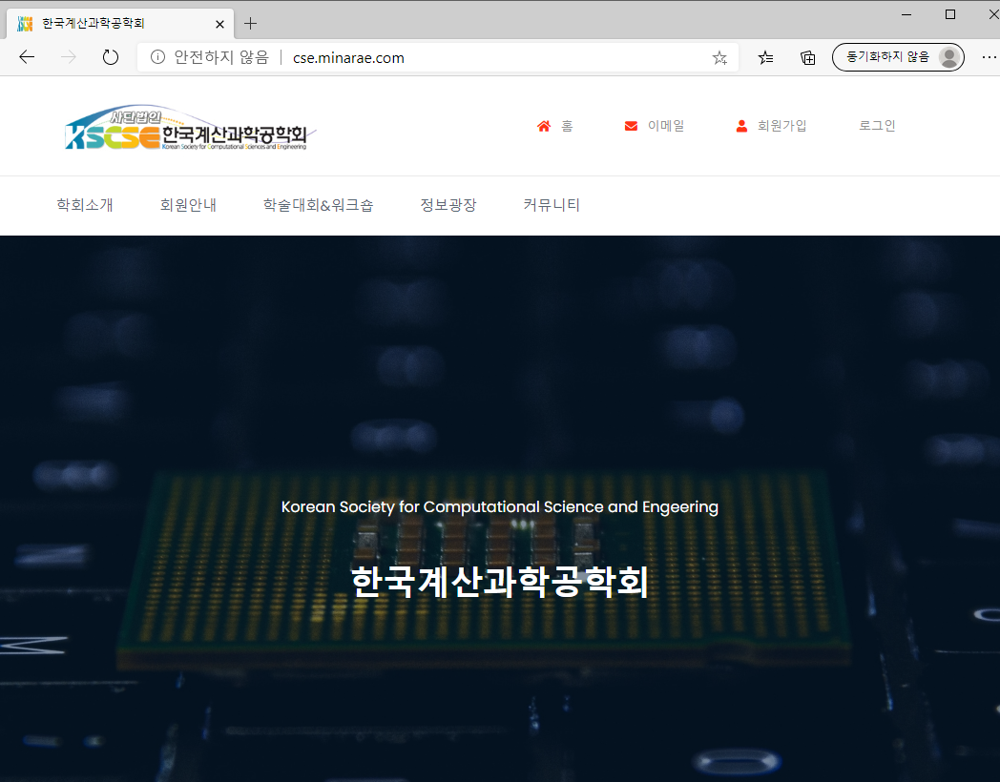 한국계산과학공학회
안전하지 않음 cse.minarae.com 동기화하지 않음
사단법인
KSCSE 한국계산과학공학회
Korean Society for Computational Sciences and Engineering
홈 이메일 회원가입 로그인
학회소개 회원안내 학술대회&워크숍 정보광장 커뮤니티
Korean Society for Computational Science and Engeering
한국계산과학공학회